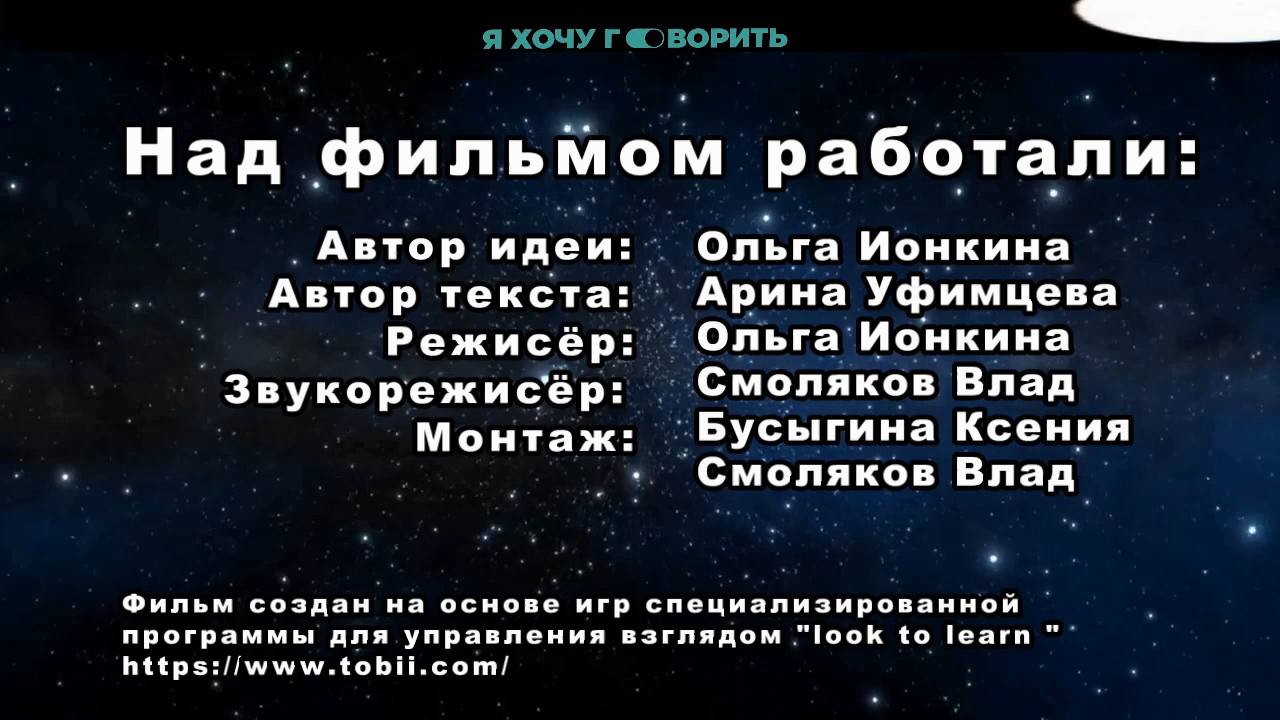 Я ХОЧУ ГОВОРИТЬ
Над фильмом работали:
Автор идеи: Ольга Ионкина
Автор текста: Арина Уфимцева
Режисёр: Ольга Ионкина
Звукорежисёр: Смоляков Влад
Монтаж: Бусыгина Ксения
Смоляков Влад
Фильм создан на основе игр специализированной
программы для управления взглядом "look to learn "
https://www.tobii.com/